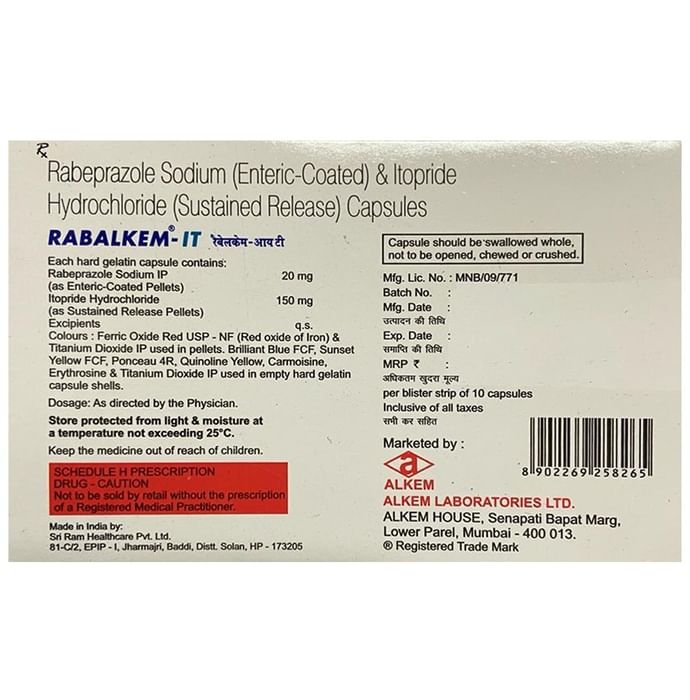 Rx
Rabeprazole Sodium (Enteric-Coated) & Itopride
Hydrochloride (Sustained Release) Capsules
RABALKEM®-IT रैबेलकेम-आय टी
Each hard gelatin capsule contains:
Rabeprazole Sodium IP 20 mg
(as Enteric-Coated Pellets)
Itopride Hydrochloride 150 mg
(as Sustained Release Pellets)
Excipients q.s.
Colours : Ferric Oxide Red USP - NF (Red oxide of Iron) &
Titanium Dioxide IP used in pellets. Brilliant Blue FCF, Sunset
Yellow FCF, Ponceau 4R, Quinoline Yellow, Carmoisine,
Erythrosine & Titanium Dioxide IP used in empty hard gelatin
capsule shells.
Dosage: As directed by the Physician.
Store protected from light & moisture at
a temperature not exceeding 25°C.
Keep the medicine out of reach of children.
SCHEDULE H PRESCRIPTION
DRUG - CAUTION
Not to be sold by retail without the prescription
of a Registered Medical Practitioner.
Made in India by:
Sri Ram Healthcare Pvt. Ltd.
81-C/2, EPIP - I, Jharmajri, Baddi, Distt. Solan, HP - 173205
Capsule should be swallowed whole,
not to be opened, chewed or crushed.
Mfg. Lic. No. : MNB/09/771
Batch No. :
Mfg. Date :
उत्पादन की तिथि
Exp. Date :
समाप्ति की तिथि
MRP ₹ :
अधिकतम खुदरा मूल्य
per blister strip of 10 capsules
Inclusive of all taxes
सभी कर सहित
Marketed by :
a
ALKEM
ALKEM LABORATORIES LTD.
ALKEM HOUSE, Senapati Bapat Marg,
Lower Parel, Mumbai - 400 013.
® Registered Trade Mark
8 902269 258265